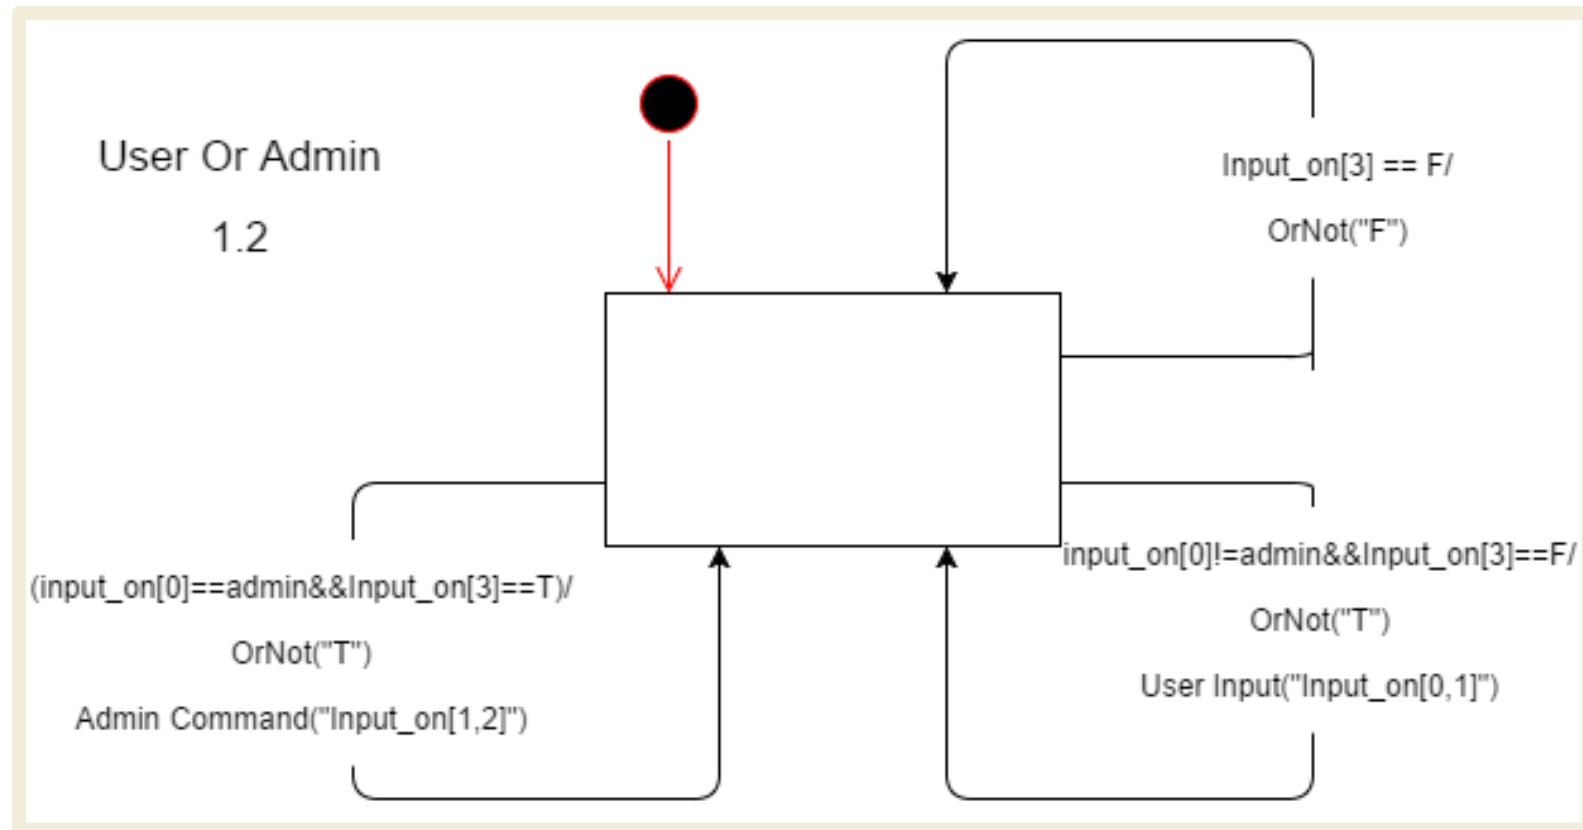 User Or Admin
1.2
Input_on[3] == F/
OrNot("F")
(input_on[0]==admin&&Input_on[3]==T)/
OrNot("T")
Admin Command("Input_on[1,2]")
input_on[0]!=admin&&Input_on[3]==F/
OrNot("T")
User Input("Input_on[0,1]")